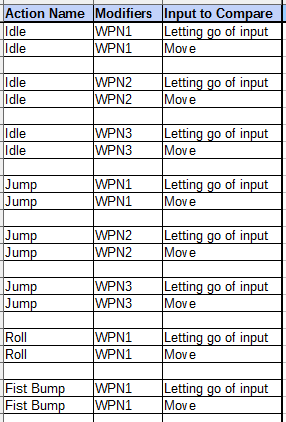 Action Name Modifiers Input to Compare
Idle WPN1 Letting go of input
Idle WPN1 Move
Idle WPN2 Letting go of input
Idle WPN2 Move
Idle WPN3 Letting go of input
Idle WPN3 Move
Jump WPN1 Letting go of input
Jump WPN1 Move
Jump WPN2 Letting go of input
Jump WPN2 Move
Jump WPN3 Letting go of input
Jump WPN3 Move
Roll WPN1 Letting go of input
Roll WPN1 Move
Fist Bump WPN1 Letting go of input
Fist Bump WPN1 Move